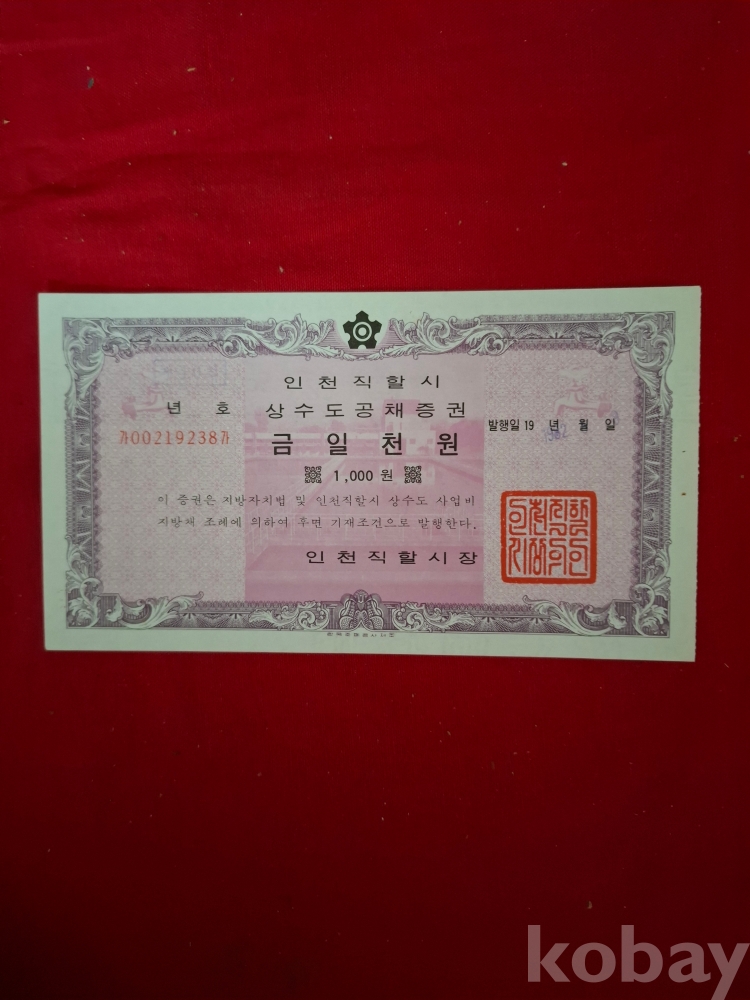 인천직할시
년 호 상수도공채증권 발행일 19 년 월 일
가00219238가 금일천원
1,000 원
이 증권은 지방자치법 및 인천직할시 상수도 사업비
지방채 조례에 의하여 후면 기재조건으로 발행한다.
인천직할시장
kobay